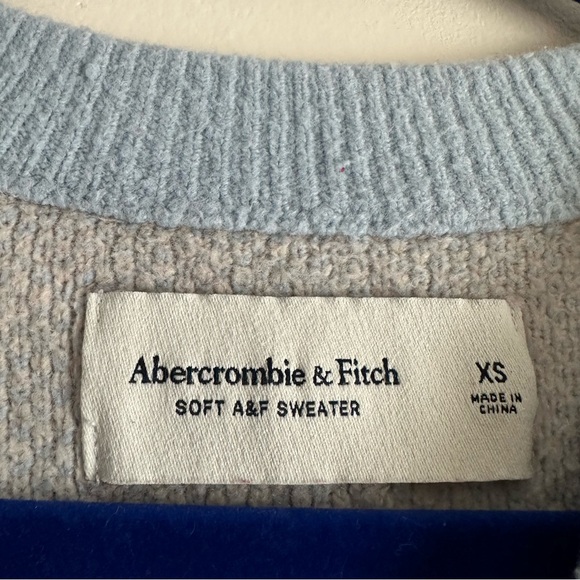 Abercrombie & Fitch
SOFT A&F SWEATER
XS
MADE IN
CHINA